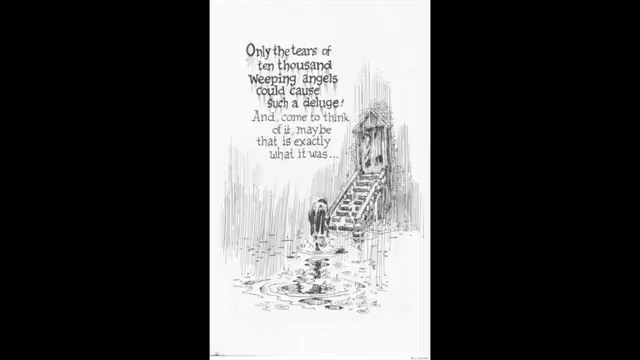 Only the tears of
ten thousand
weeping angels
could cause
such a deluge!
And, come to think
of it, maybe
that is exactly
what it was...